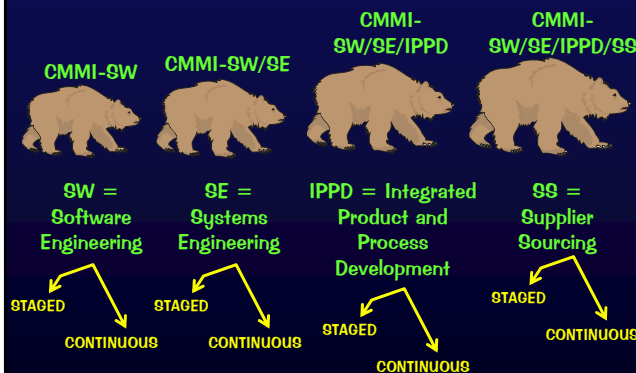 CMMI-SW
CMMI-SW/SE
CMMI-
SW/SE/IPPD
CMMI-
SW/SE/IPPD/SS
SW =
Software
Engineering
SE =
Systems
Engineering
IPPD = Integrated
Product and
Process
Development
SS =
Supplier
Sourcing
STAGED
CONTINUOUS
STAGED
CONTINUOUS
STAGED
CONTINUOUS
STAGED
CONTINUOUS